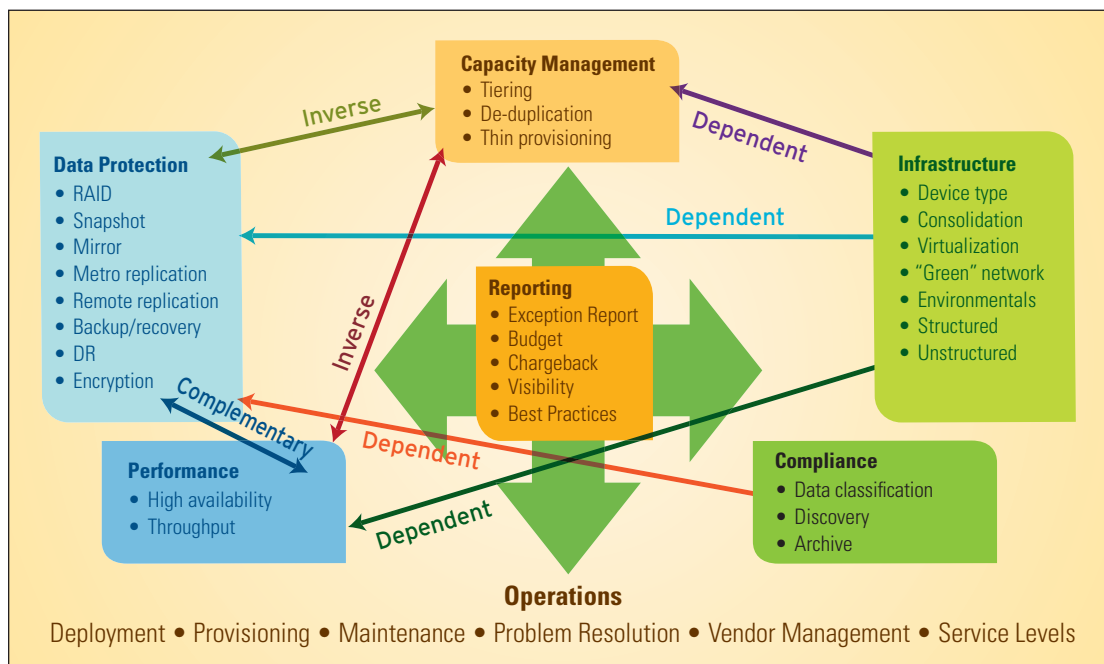 Capacity Management
• Tiering
• De-duplication
• Thin provisioning
Inverse
Dependent
Data Protection
• RAID
• Snapshot
• Mirror
• Metro replication
• Remote replication
• Backup/recovery
• DR
• Encryption
Dependent
Infrastructure
• Device type
• Consolidation
• Virtualization
• “Green” network
• Environmentals
• Structured
• Unstructured
Inverse
Reporting
• Exception Report
• Budget
• Chargeback
• Visibility
• Best Practices
Complementary
Dependent
Performance
• High availability
• Throughput
Dependent
Compliance
• Data classification
• Discovery
• Archive
Operations
Deployment • Provisioning • Maintenance • Problem Resolution • Vendor Management • Service Levels